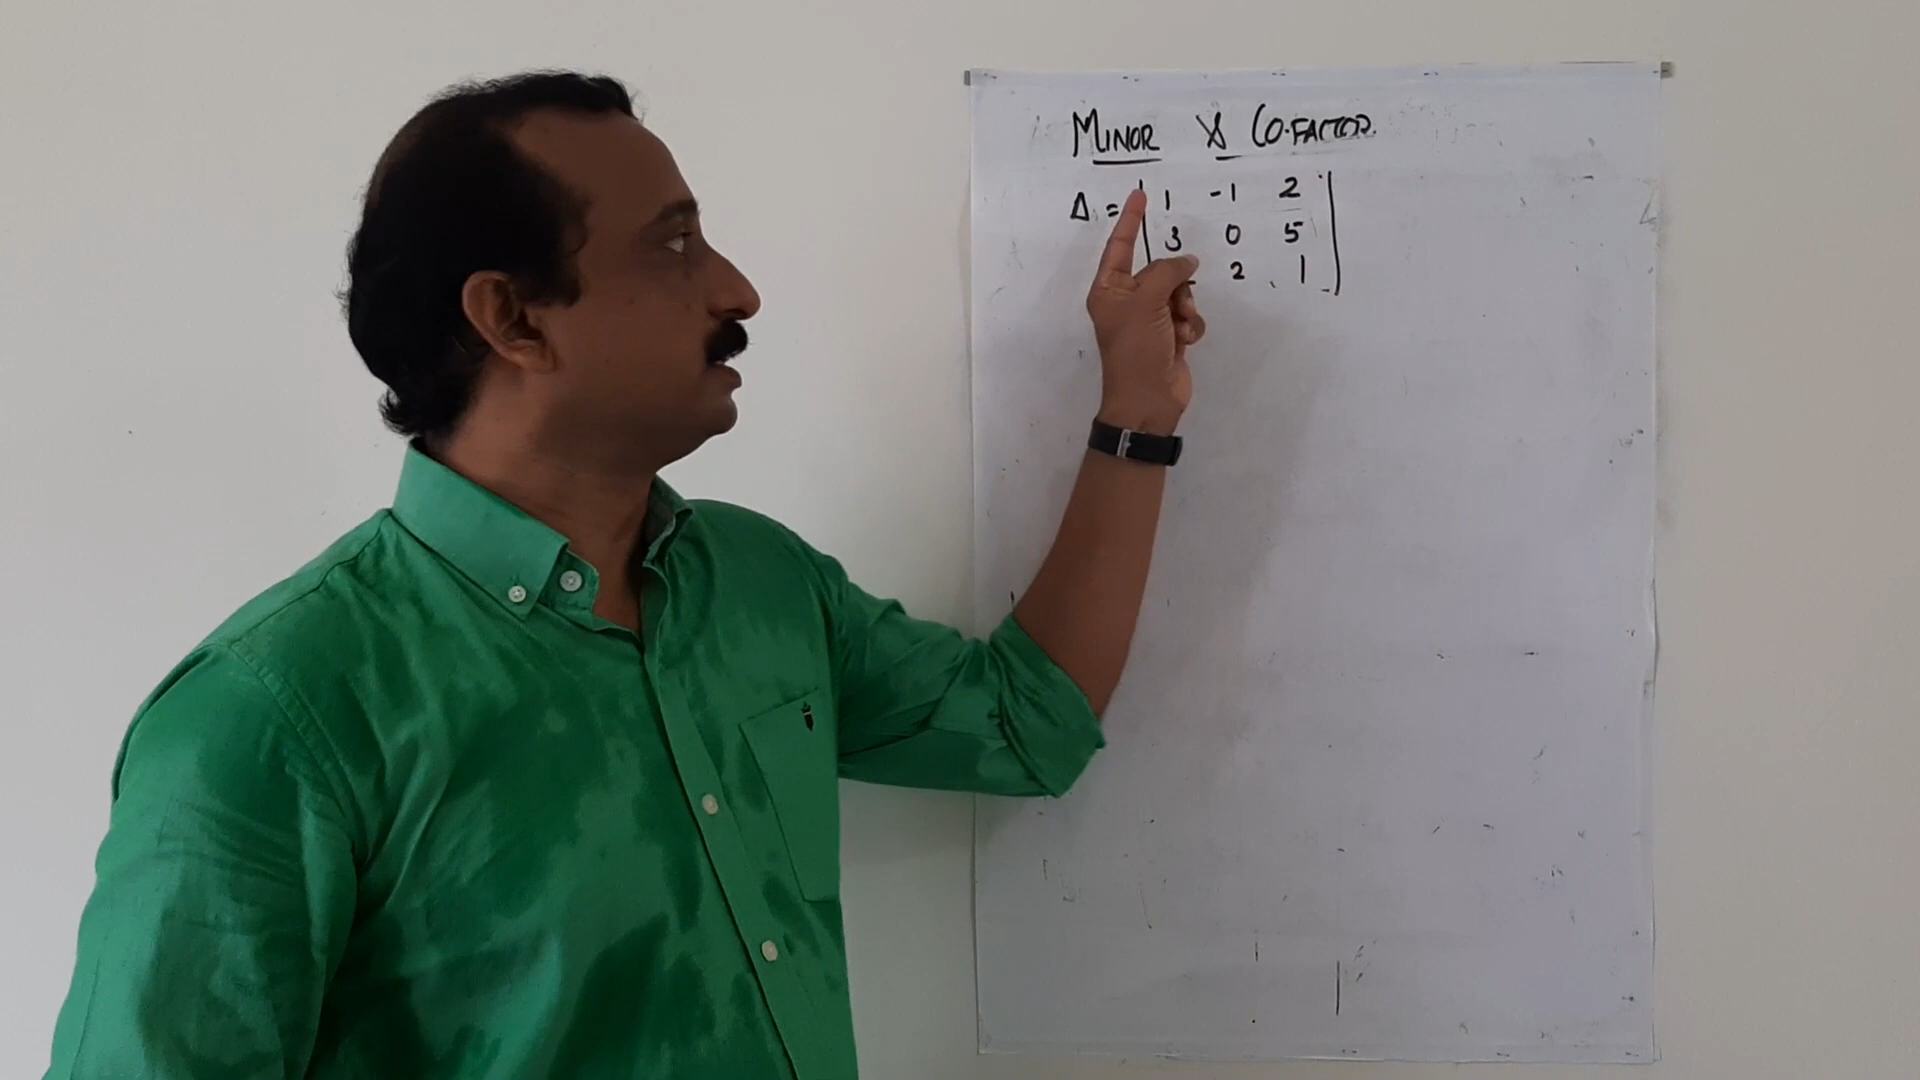 MINOR & CO.FACTOR.
Δ = | 1 -1 2 |
3 0 5
2 1